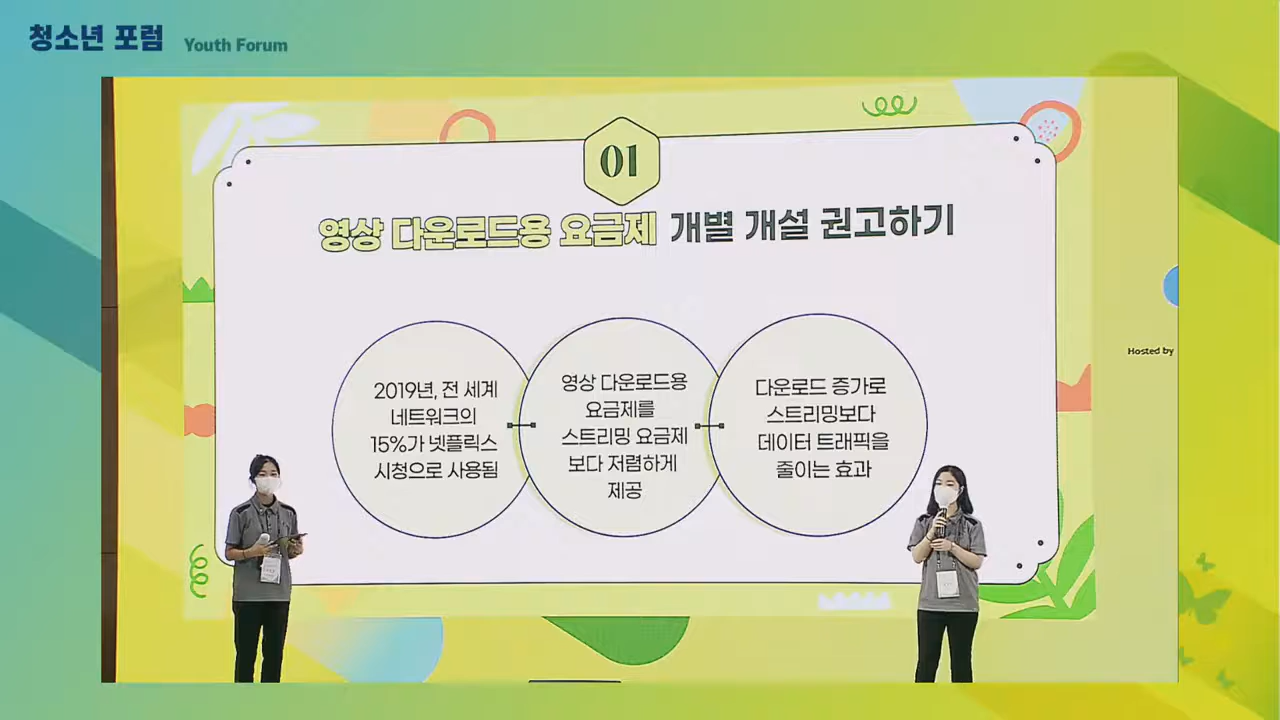 청소년 포럼 Youth Forum
01
영상 다운로드용 요금제 개별 개설 권고하기
2019년, 전 세계
네트워크의
15%가 넷플릭스
시청으로 사용됨
영상 다운로드용
요금제를
스트리밍 요금제
보다 저렴하게
제공
다운로드 증가로
스트리밍보다
데이터 트래픽을
줄이는 효과
Hosted by